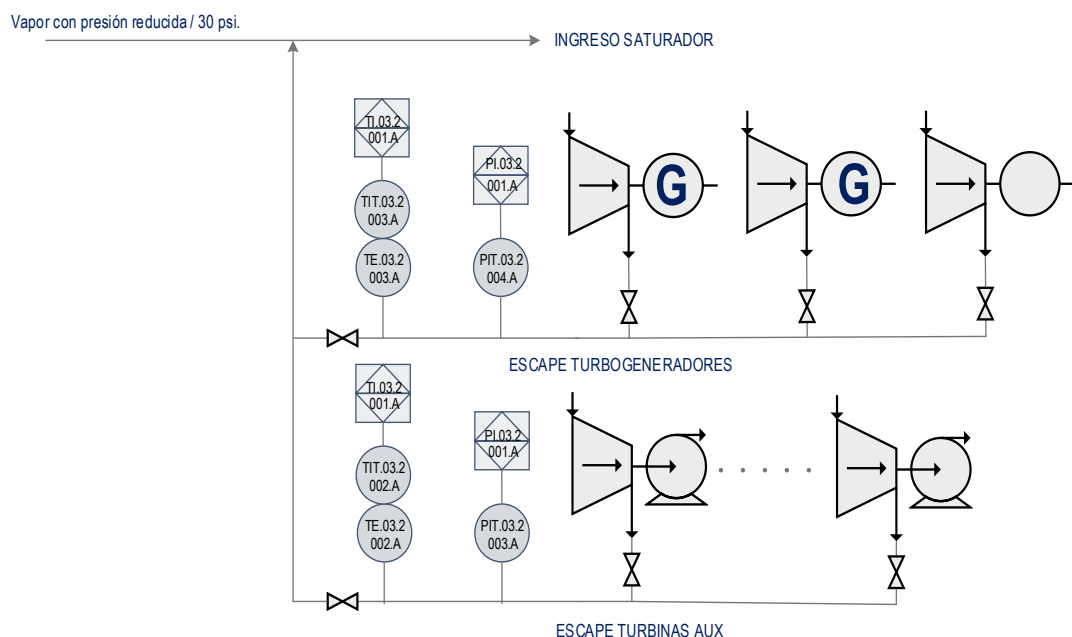 Vapor con presión reducida / 30 psi.
INGRESO SATURADOR
TI.03.2
001.A
PI.03.2
001.A
TIT.03.2
003.A
TE.03.2
003.A
PIT.03.2
004.A
G
G
ESCAPE TURBOGENERADORES
TI.03.2
001.A
PI.03.2
001.A
TIT.03.2
002.A
TE.03.2
002.A
PIT.03.2
003.A
ESCAPE TURBINAS AUX